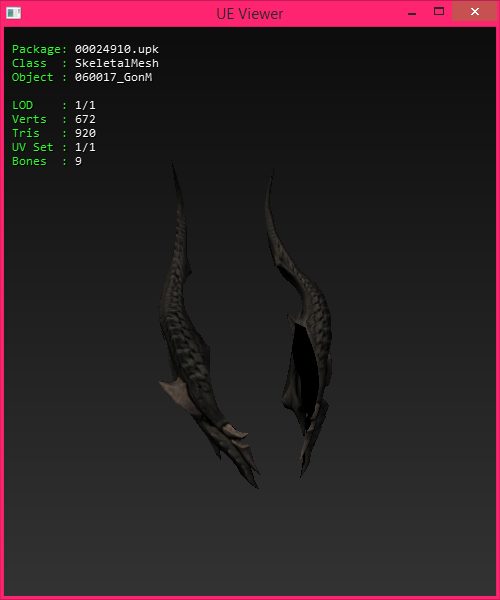 UE Viewer
Package: 00024910.upk
Class : SkeletalMesh
Object : 060017_GonM
LOD : 1/1
Verts : 672
Tris : 920
UV Set : 1/1
Bones : 9